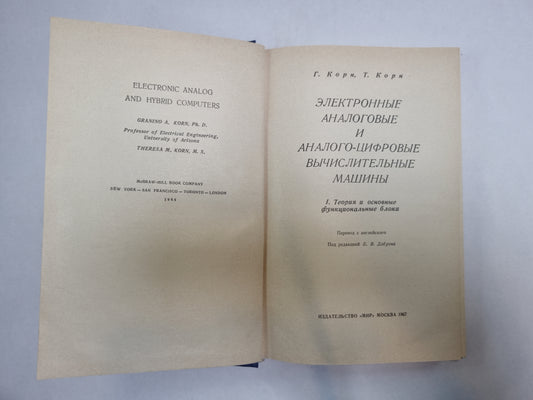 ELECTRONIC ANALOG
AND HYBRID COMPUTERS
GRANINO A. KORN, PH. D.
Professor of Electrical Engineering,
University of Arizona
THERESA M. KORN, M. S.
McGRAW-HILL BOOK COMPANY
NEW YORK — SAN FRANCISCO — TORONTO — LONDON
1964
Г. Корн, Т. Корн
ЭЛЕКТРОННЫЕ
АНАЛОГОВЫЕ
И
АНАЛОГО-ЦИФРОВЫЕ
ВЫЧИСЛИТЕЛЬНЫЕ
МАШИНЫ
1. Теория и основные
функциональные блоки
Перевод с английского
Под редакцией
ИЗДАТЕЛЬСТВО «МИР» МОСКВА 1967